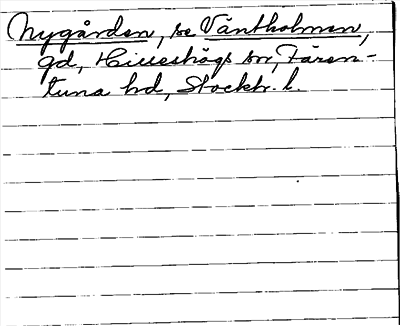 Nygården, se Väntholmen,
gd, Hilleshögs sn, Fären-
tuna hd, Stockh. l.